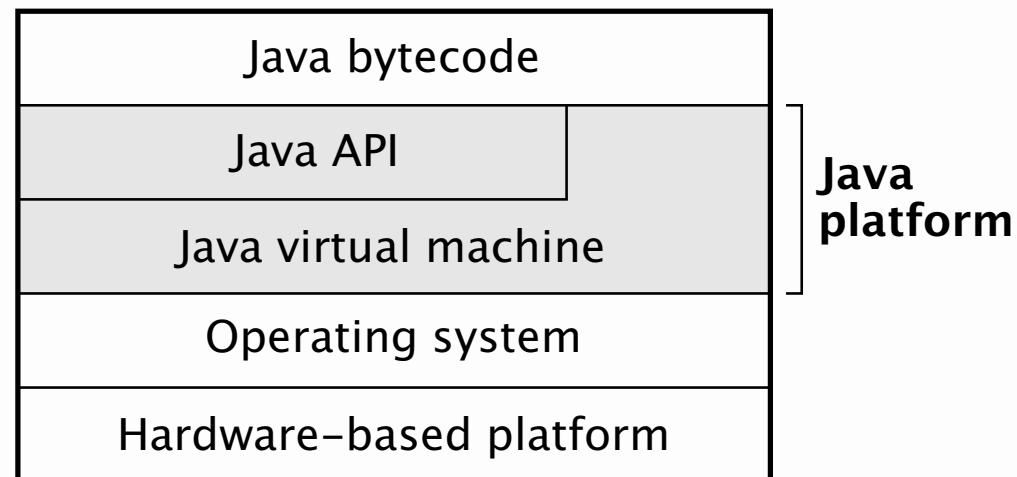 Java bytecode
Java API
Java virtual machine
Java
platform
Operating system
Hardware–based platform